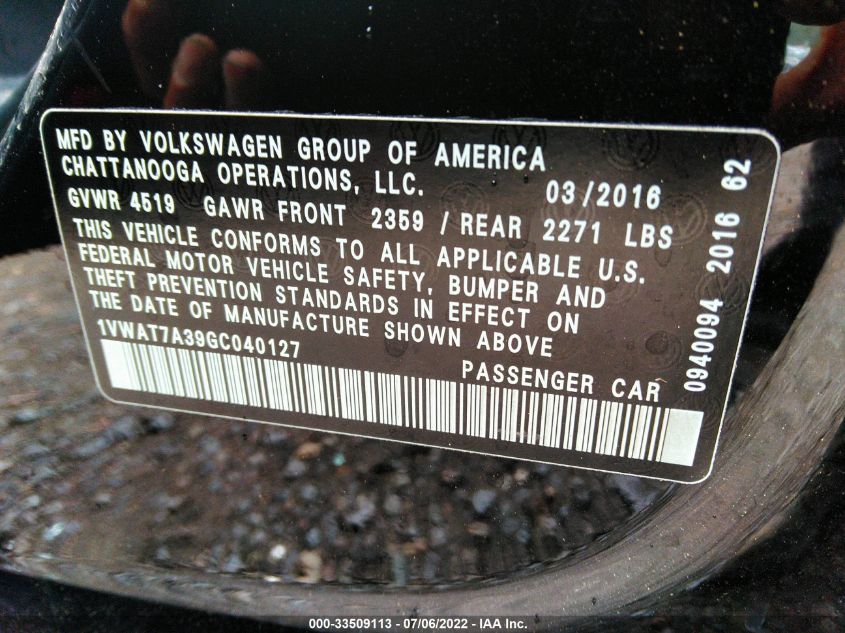 MFD BY VOLKSWAGEN GROUP OF AMERICA
CHATTANOOGA OPERATIONS, LLC. 03/2016
GVWR 4519 GAWR FRONT 2359 / REAR 2271 LBS
THIS VEHICLE CONFORMS TO ALL APPLICABLE U.S.
FEDERAL MOTOR VEHICLE SAFETY, BUMPER AND
THEFT PREVENTION STANDARDS IN EFFECT ON
THE DATE OF MANUFACTURE SHOWN ABOVE
1VWAT7A39GC040127
PASSENGER CAR
0940094 2016 62
000-33509113 - 07/06/2022 - IAA Inc.